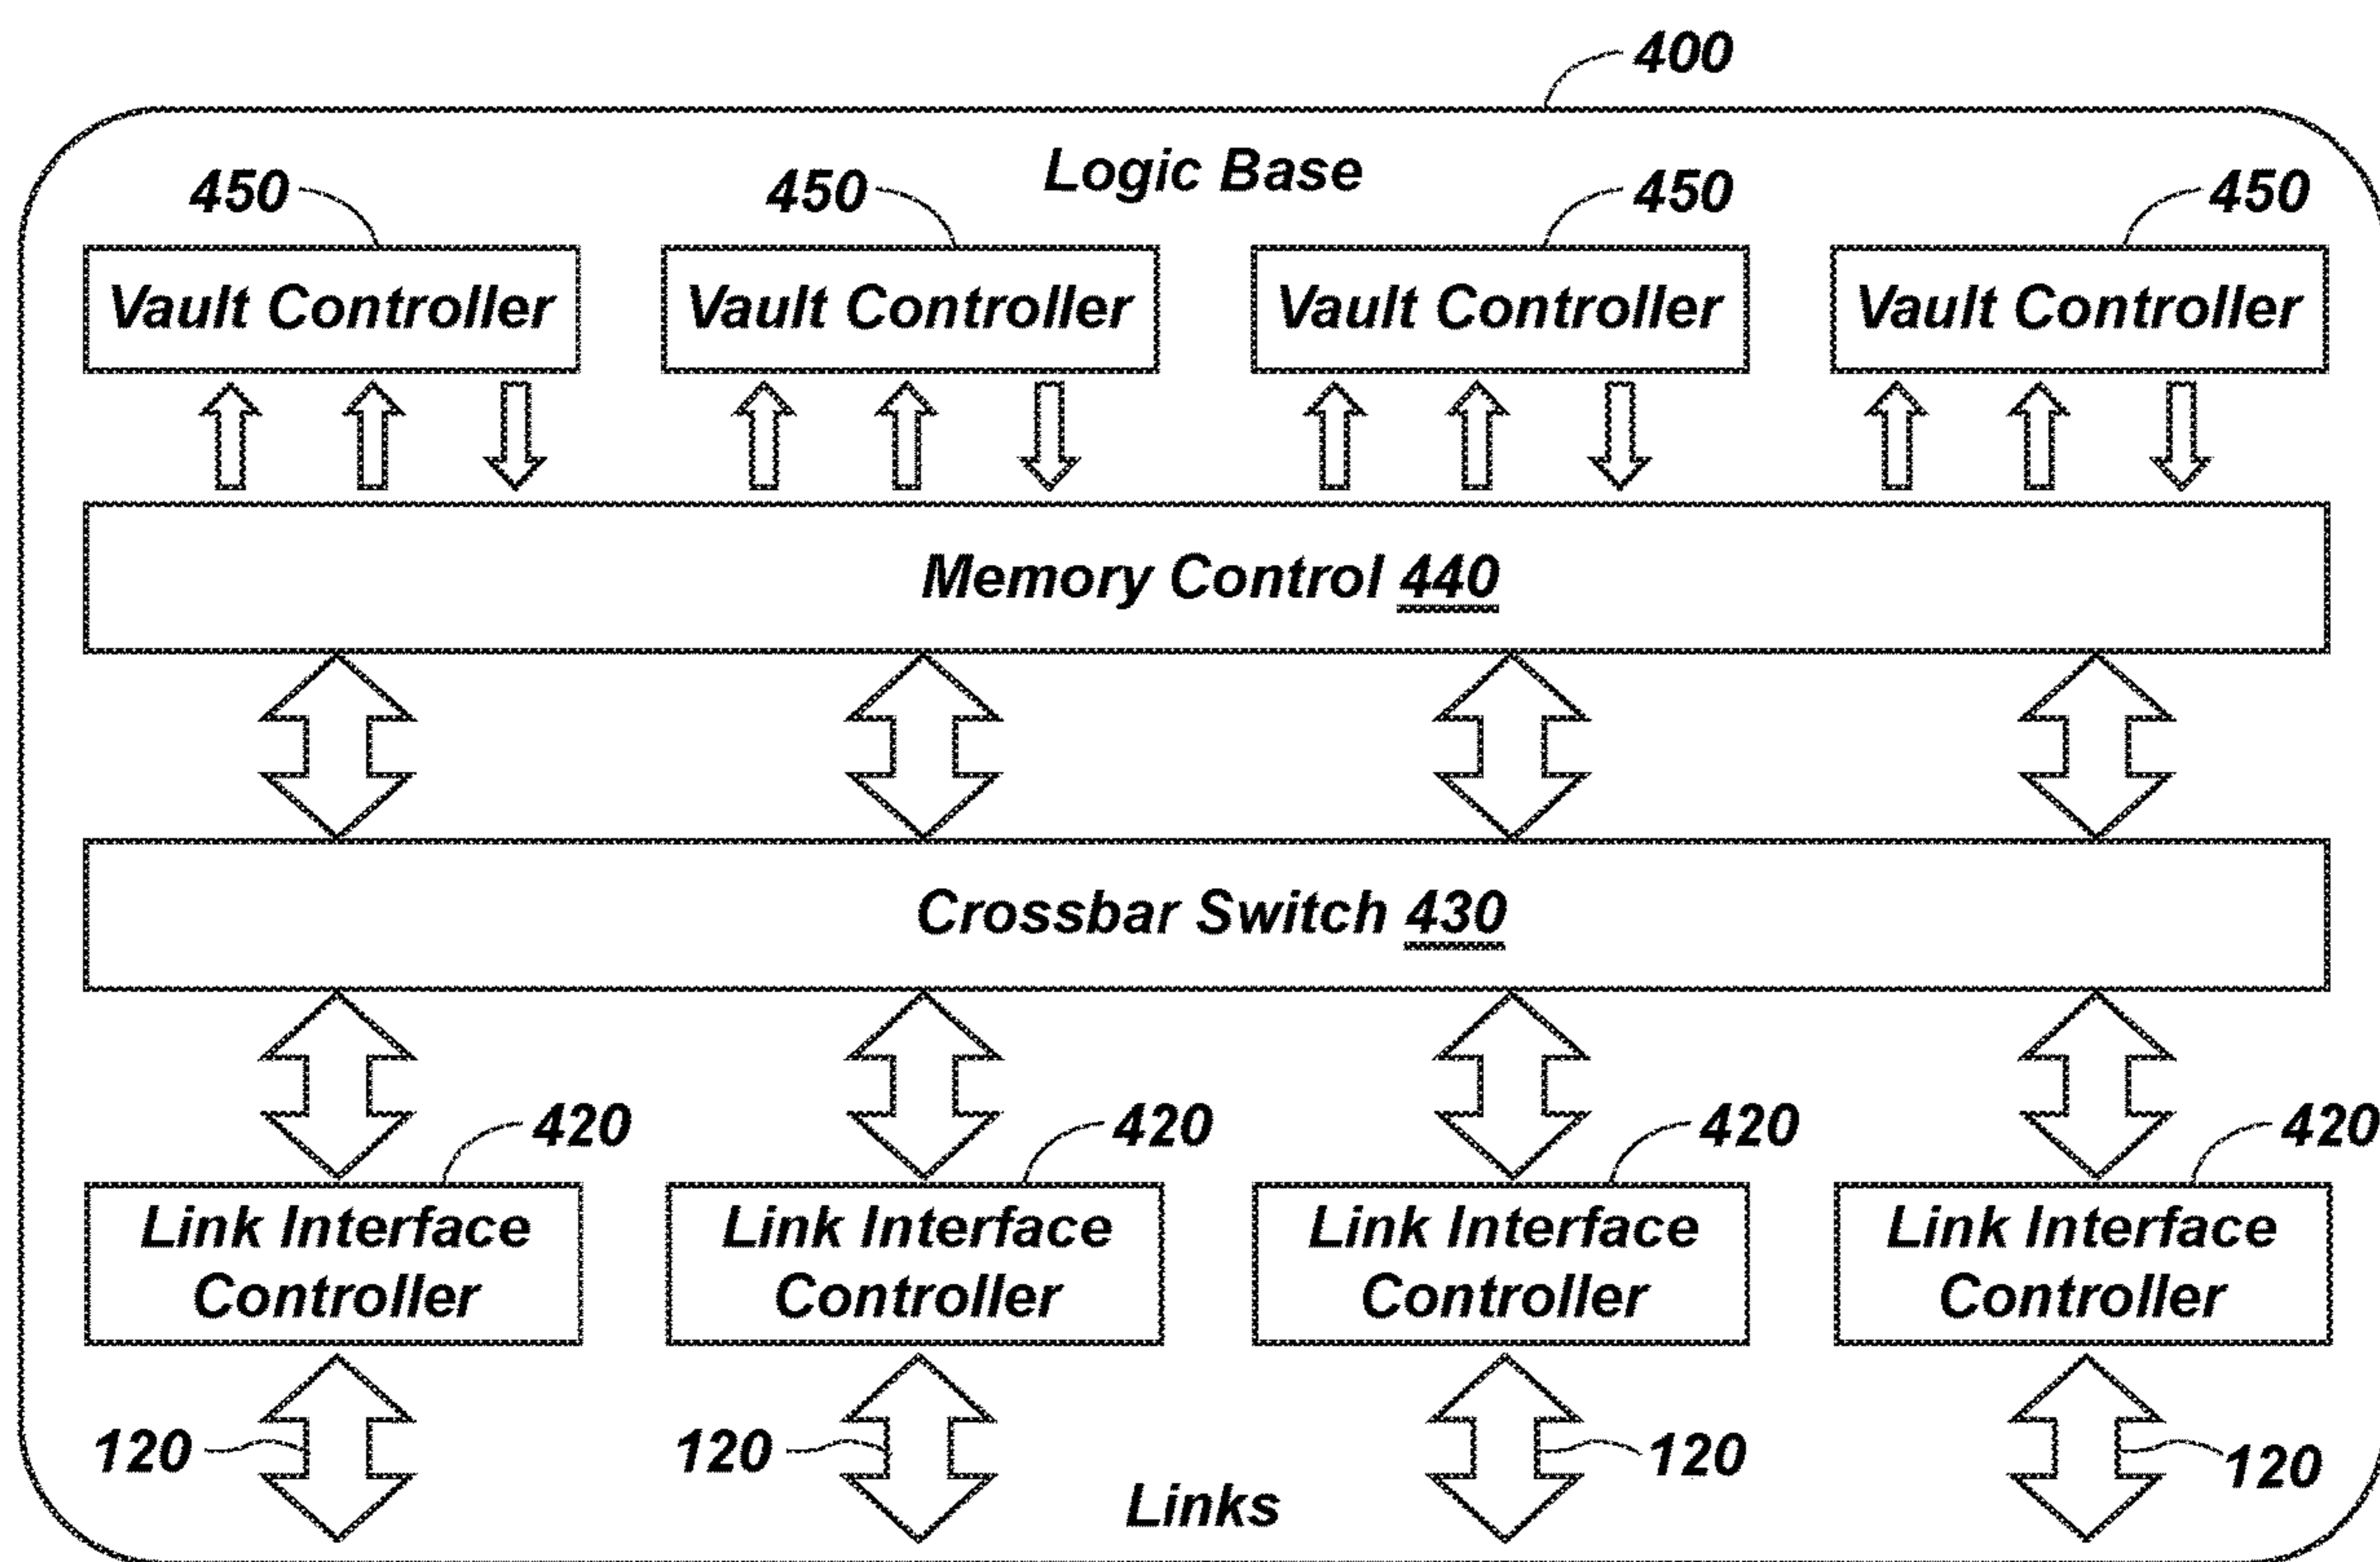 400
Logic Base
450 450 450 450
Vault Controller Vault Controller Vault Controller Vault Controller
Memory Control 440
Crossbar Switch 430
420 420 420 420
Link Interface Controller Link Interface Controller Link Interface Controller Link Interface Controller
120 120 120 120
Links